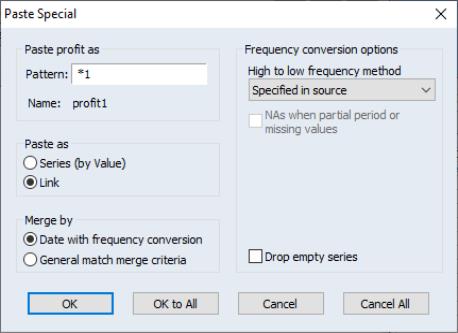 Paste Special
Paste profit as
Pattern: *1
Name: profit1
Paste as
Series (by Value)
Link
Merge by
Date with frequency conversion
General match merge criteria
Frequency conversion options
High to low frequency method
Specified in source
NAs when partial period or
missing values
Drop empty series
OK
OK to All
Cancel
Cancel All